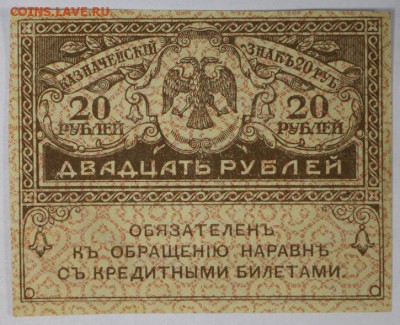 COINS.LAVE.RU
КАЗНАЧЕЙСКІЙ ЗНАКЪ 20 РУБ.
20 РУБЛЕЙ
20 РУБЛЕЙ
ДВАДЦАТЬ РУБЛЕЙ
ОБЯЗАТЕЛЕНЪ
КЪ ОБРАЩЕНІЮ НАРАВНѢ
СЪ КРЕДИТНЫМИ БИЛЕТАМИ.